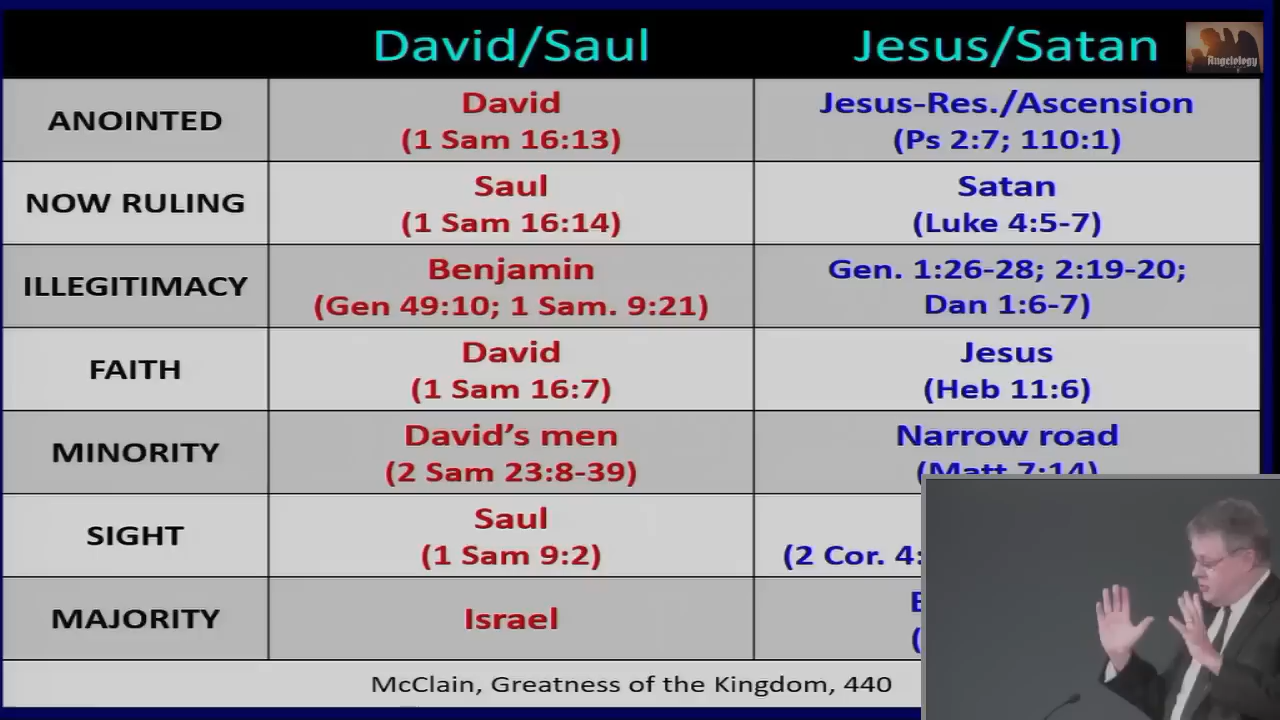 David/Saul
Jesus/Satan
Angelology
ANOINTED
David
(1 Sam 16:13)
Jesus-Res./Ascension
(Ps 2:7; 110:1)
NOW RULING
Saul
(1 Sam 16:14)
Satan
(Luke 4:5-7)
ILLEGITIMACY
Benjamin
(Gen 49:10; 1 Sam. 9:21)
Gen. 1:26-28; 2:19-20;
Dan 1:6-7)
FAITH
David
(1 Sam 16:7)
Jesus
(Heb 11:6)
MINORITY
David's men
(2 Sam 23:8-39)
Narrow road
(Matt 7:14)
SIGHT
Saul
(1 Sam 9:2)
(2 Cor. 4:
MAJORITY
Israel
McClain, Greatness of the Kingdom, 440